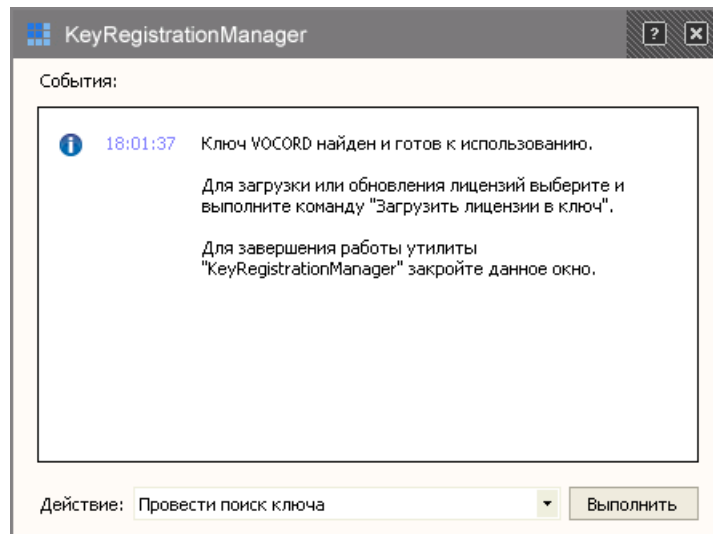 KeyRegistrationManager
События:
18:01:37 Ключ VOCORD найден и готов к использованию.
Для загрузки или обновления лицензий выберите и
выполните команду "Загрузить лицензии в ключ".
Для завершения работы утилиты
"KeyRegistrationManager" закройте данное окно.
Действие: Провести поиск ключа Выполнить